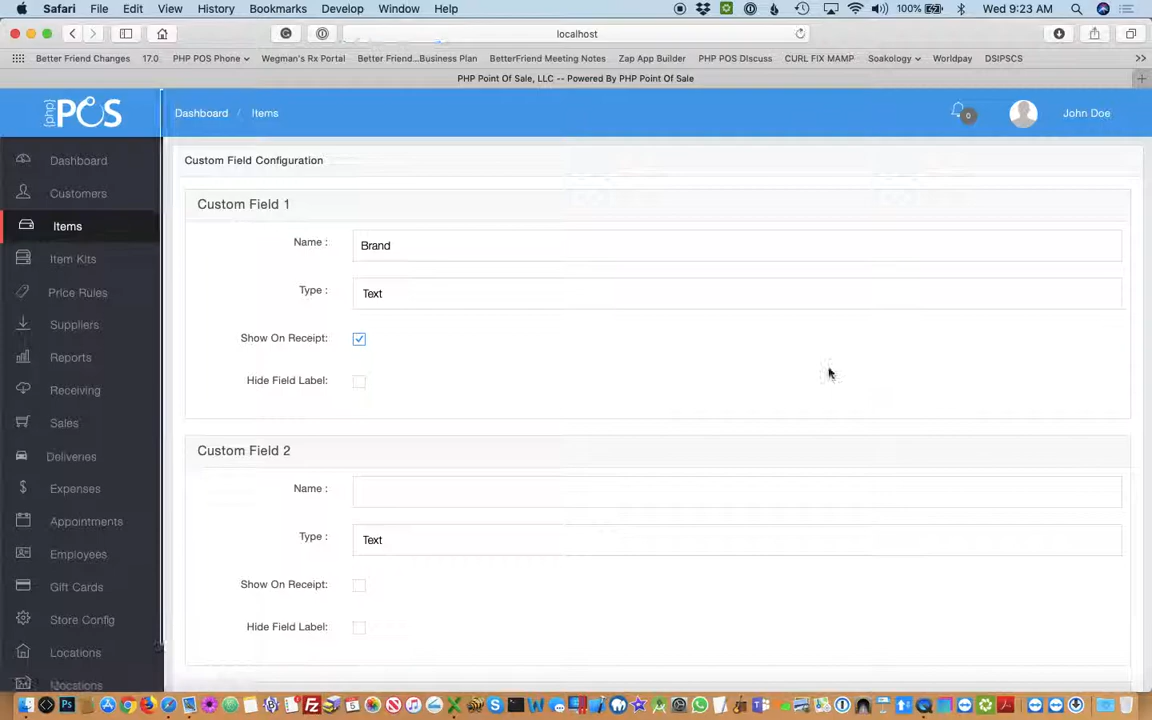 Safari File Edit View History Bookmarks Develop Window Help 100% Wed 9:23 AM
localhost
Better Friend Changes 17.0 PHP POS Phone Wegman's Rx Portal Better Friend...Business Plan BetterFriend Meeting Notes Zap App Builder PHP POS DIscuss CURL FIX MAMP Soakology Worldpay DSIPSCS
PHP Point Of Sale, LLC -- Powered By PHP Point Of Sale
php POS
Dashboard / Items
0
John Doe
Dashboard
Customers
Items
Item Kits
Price Rules
Suppliers
Reports
Receiving
Sales
Deliveries
Expenses
Appointments
Employees
Gift Cards
Store Config
Locations
Custom Field Configuration
Custom Field 1
Name : Brand
Type : Text
Show On Receipt:
Hide Field Label:
Custom Field 2
Name :
Type : Text
Show On Receipt:
Hide Field Label: